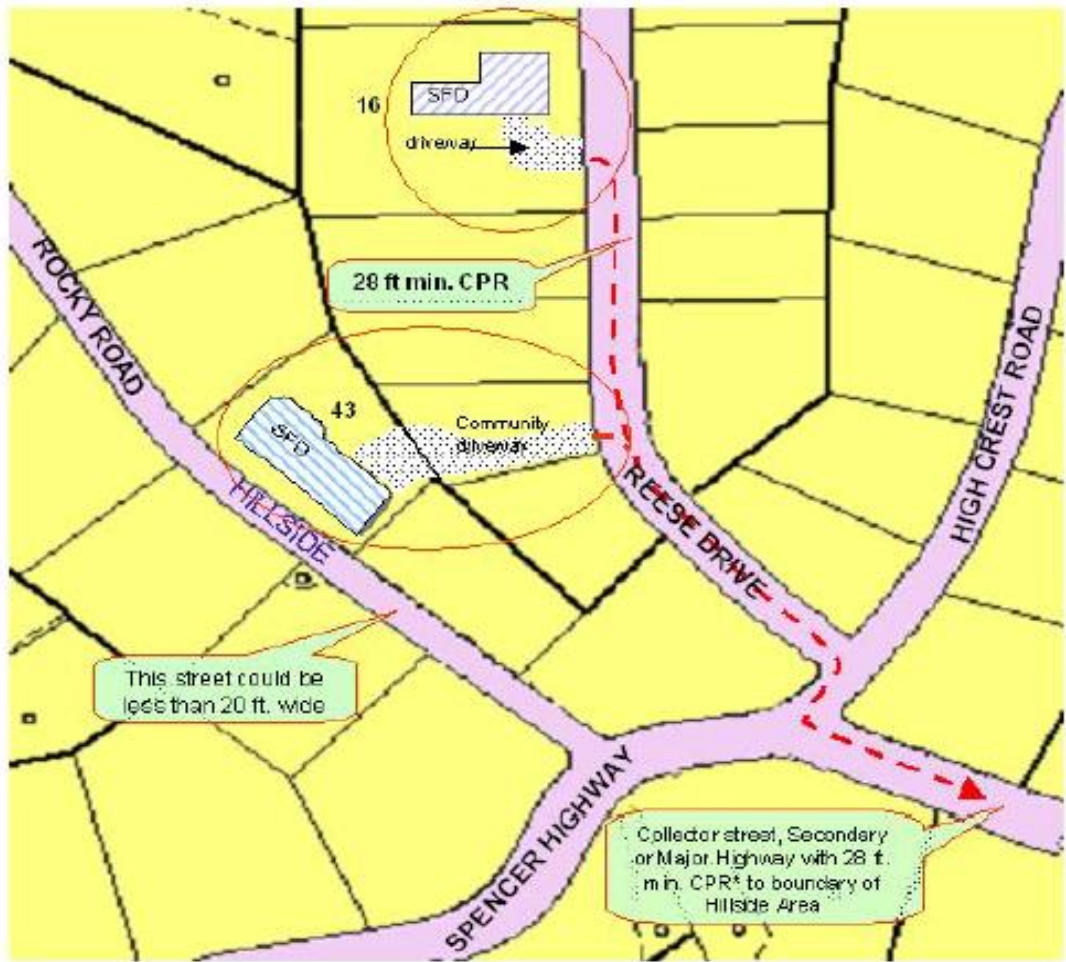 SFD
16
driveway
28 ft min. CPR
ROCKY ROAD
43
SFD
Community
driveway
HILLSIDE
REESE DRIVE
HIGH CREST ROAD
This street could be
less than 20 ft. wide
SPENCER HIGHWAY
Collector street, Secondary
or Major Highway with 28 ft.
min. CPR* to boundary of
Hillside Area